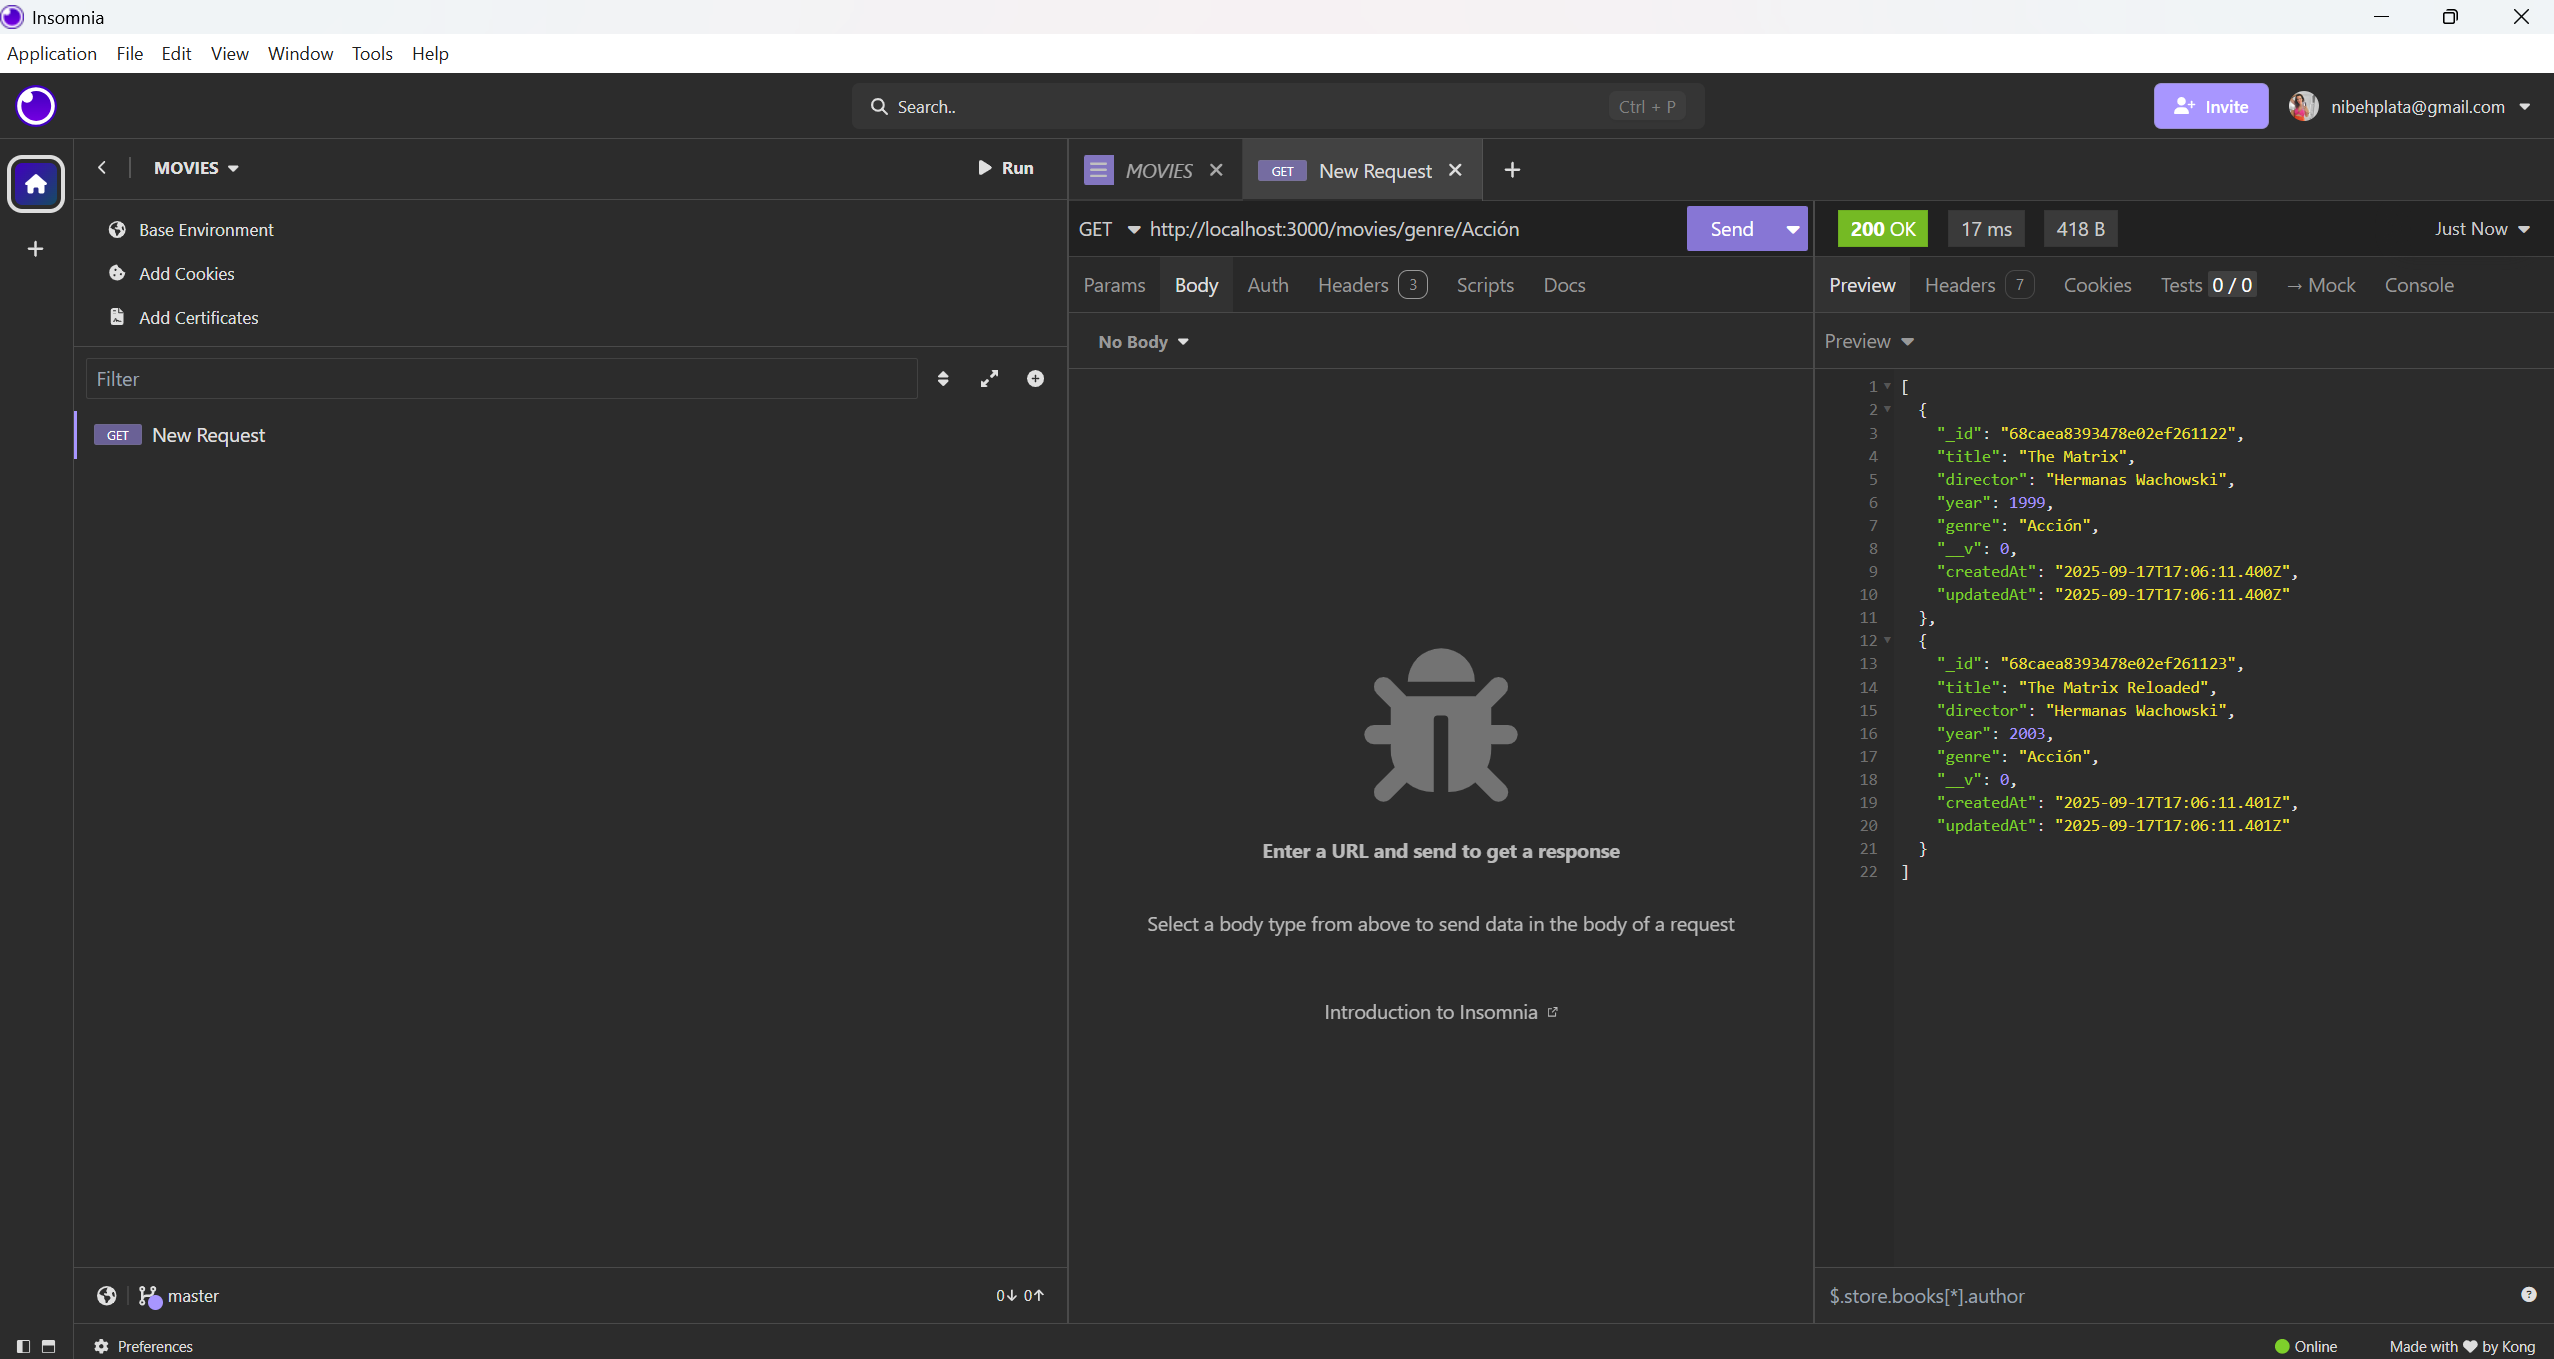 Insomnia
Application File Edit View Window Tools Help
Search.. Ctrl + P
Invite nibehplata@gmail.com
MOVIES Run
MOVIES
GET New Request
Base Environment
Add Cookies
Add Certificates
Filter
GET New Request
GET http://localhost:3000/movies/genre/Acción Send
Params Body Auth Headers 3 Scripts Docs
No Body
Enter a URL and send to get a response
Select a body type from above to send data in the body of a request
Introduction to Insomnia
200 OK 17 ms 418 B Just Now
Preview Headers 7 Cookies Tests 0 / 0 → Mock Console
Preview
1 [
2 {
3 "_id": "68caea8393478e02ef261122",
4 "title": "The Matrix",
5 "director": "Hermanas Wachowski",
6 "year": 1999,
7 "genre": "Acción",
8 "__v": 0,
9 "createdAt": "2025-09-17T17:06:11.400Z",
10 "updatedAt": "2025-09-17T17:06:11.400Z"
11 },
12 {
13 "_id": "68caea8393478e02ef261123",
14 "title": "The Matrix Reloaded",
15 "director": "Hermanas Wachowski",
16 "year": 2003,
17 "genre": "Acción",
18 "__v": 0,
19 "createdAt": "2025-09-17T17:06:11.401Z",
20 "updatedAt": "2025-09-17T17:06:11.401Z"
21 }
22 ]
master 0↓ 0↑
$.store.books[*].author
Preferences
Online Made with ♥ by Kong